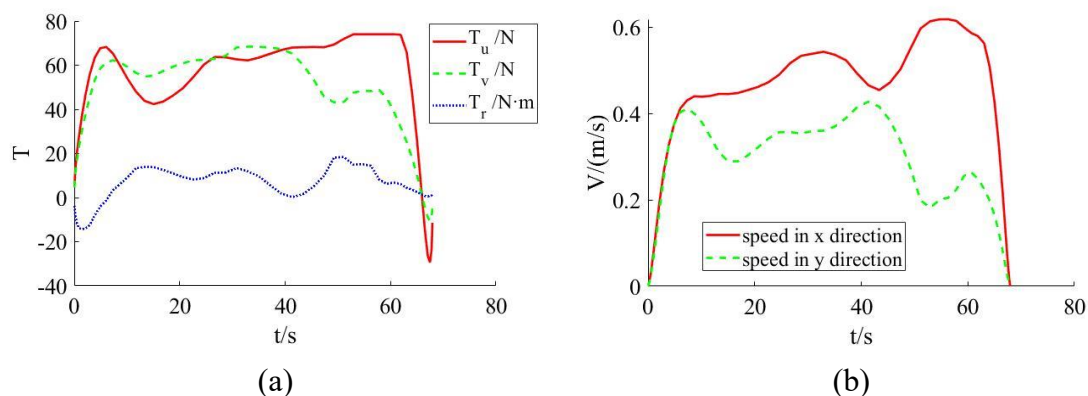 80
60
40
20
0
-20
-40
T
0 20 40 60 80
t/s
T_u /N
T_v /N
T_r /N·m
(a)
0.6
0.4
0.2
0
V/(m/s)
0 20 40 60 80
t/s
speed in x direction
speed in y direction
(b)